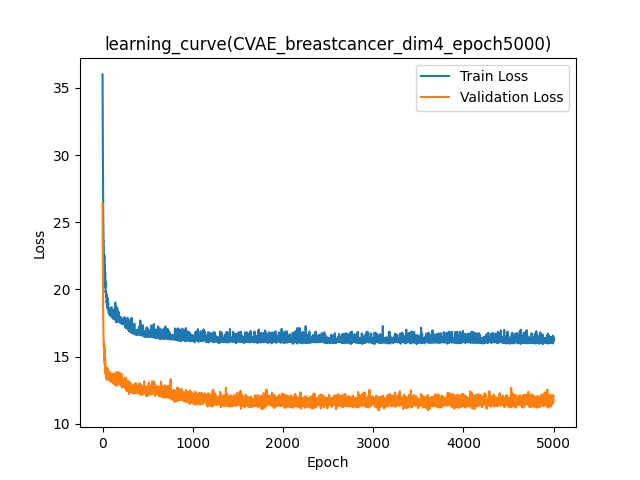 learning_curve(CVAE_breastcancer_dim4_epoch5000)
Train Loss
Validation Loss
Loss
35
30
25
20
15
10
0
1000
2000
3000
4000
5000
Epoch